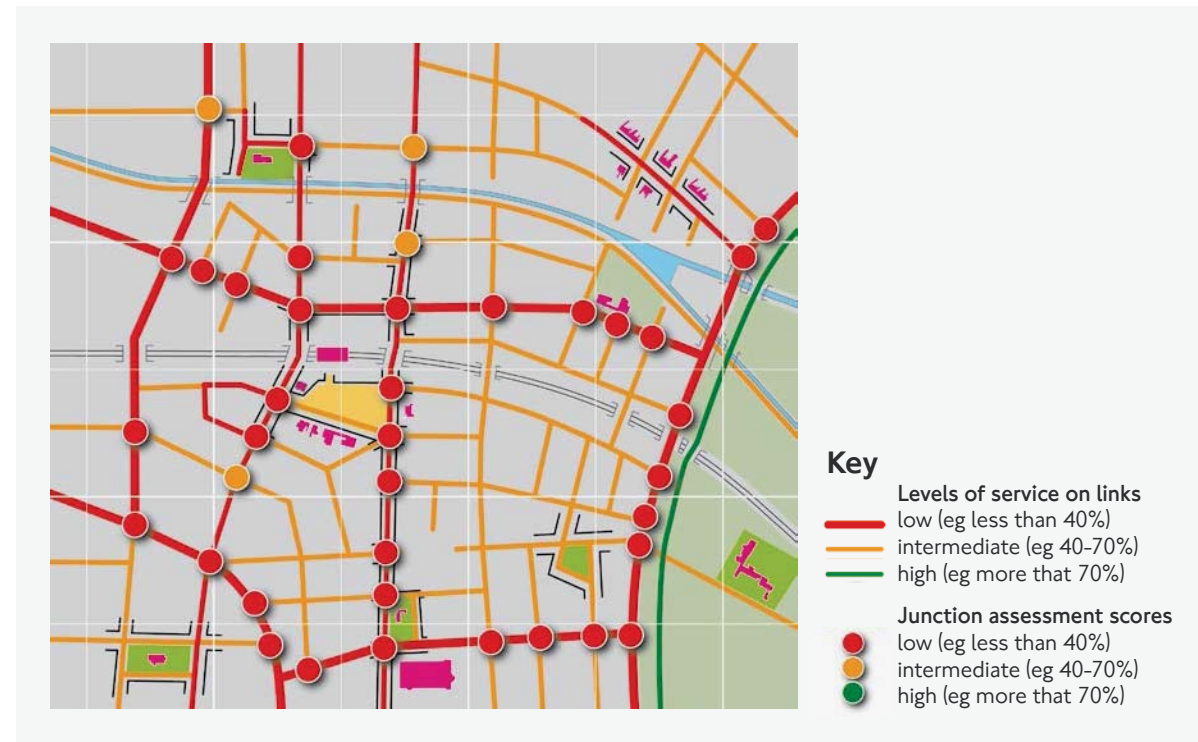 Key
Levels of service on links
low (eg less than 40%)
intermediate (eg 40-70%)
high (eg more that 70%)
Junction assessment scores
low (eg less than 40%)
intermediate (eg 40-70%)
high (eg more that 70%)